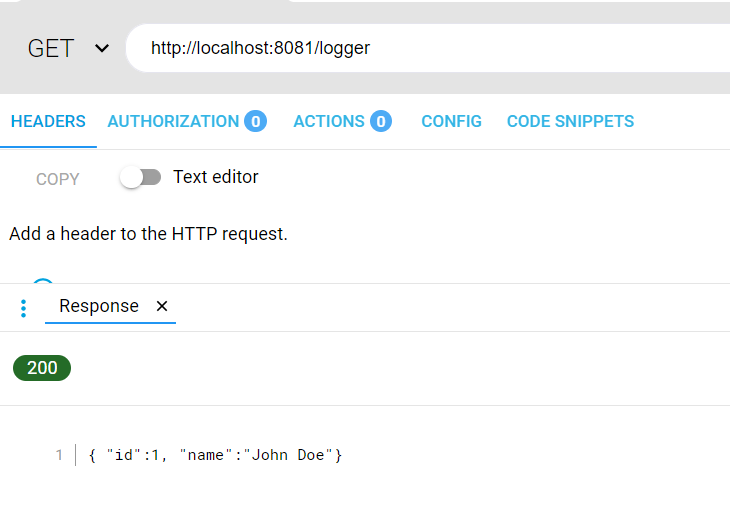 GET http://localhost:8081/logger
HEADERS AUTHORIZATION 0 ACTIONS 0 CONFIG CODE SNIPPETS
COPY Text editor
Add a header to the HTTP request.
Response ×
200
1 { "id":1, "name":"John Doe"}